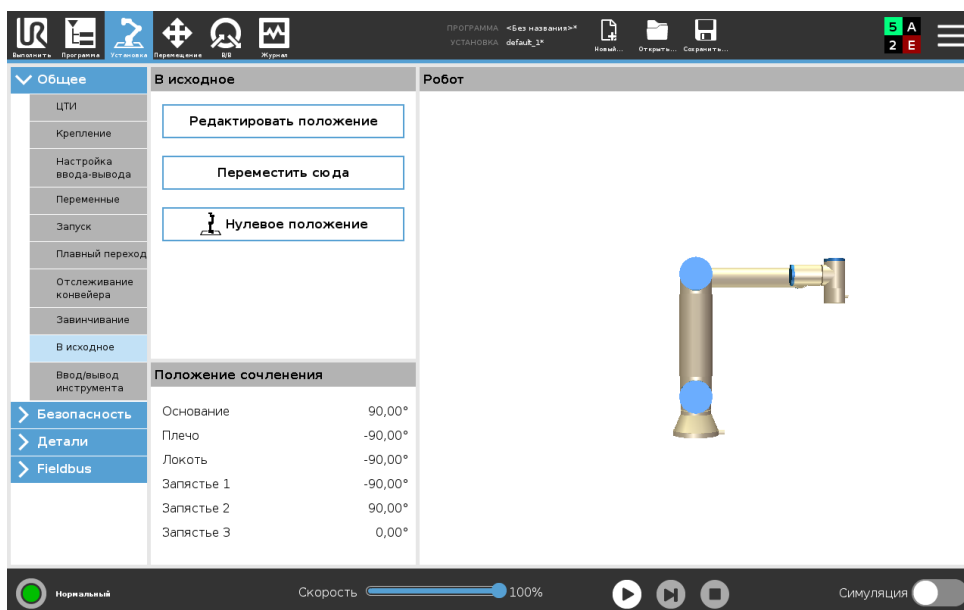 UR
ПРОГРАММА <Без названия>*
УСТАНОВКА default_1*
Выполнить Программа Установка Перемещение В/В Журнал
Новый... Открыть... Сохранить...
5 A
2 E
Общее
ЦТИ
Крепление
Настройка
ввода-вывода
Переменные
Запуск
Плавный переход
Отслеживание
конвейера
Завинчивание
В исходное
Ввод/вывод
инструмента
Безопасность
Детали
Fieldbus
В исходное
Редактировать положение
Переместить сюда
Нулевое положение
Положение сочленения
Основание 90,00°
Плечо -90,00°
Локоть -90,00°
Запястье 1 -90,00°
Запястье 2 90,00°
Запястье 3 0,00°
Робот
Нормальный
Скорость 100%
Симуляция